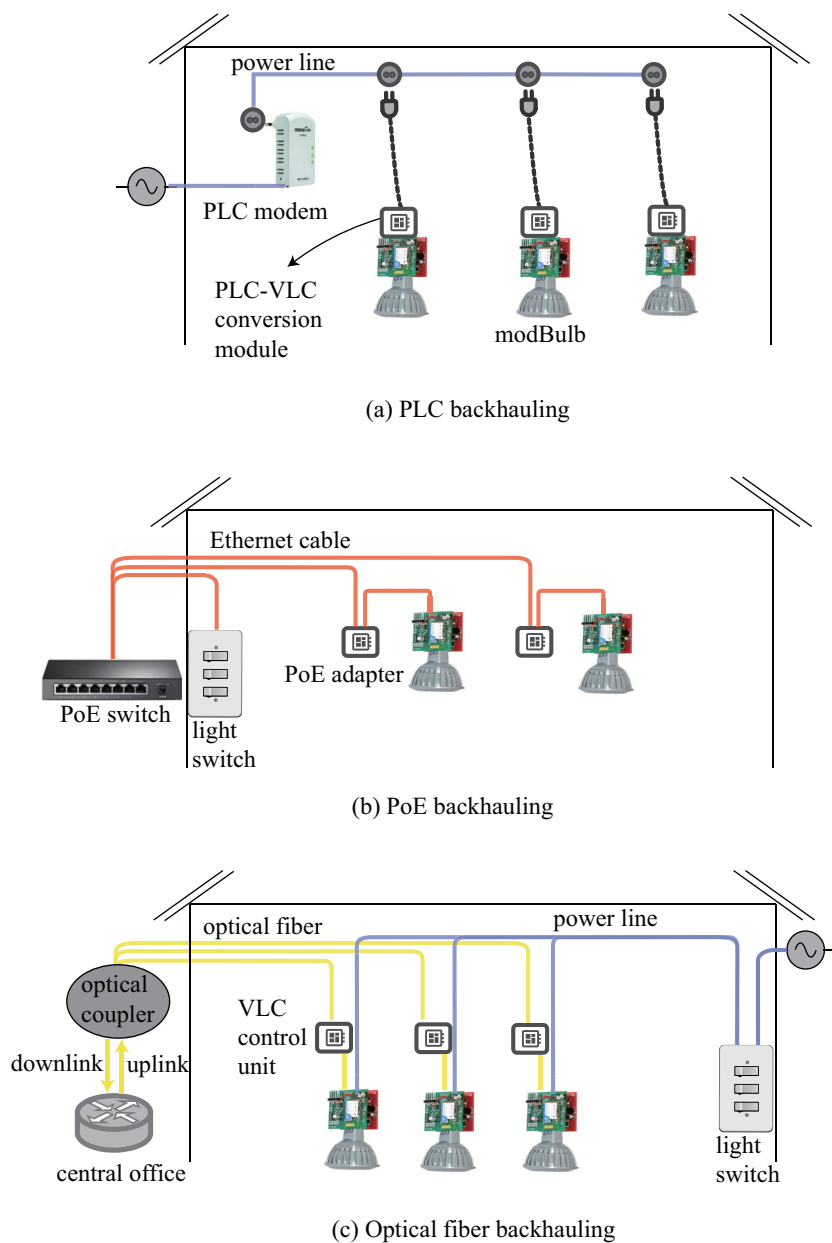 power line
PLC modem
PLC-VLC
conversion
module
modBulb
(a) PLC backhauling
Ethernet cable
PoE adapter
PoE switch
light
switch
(b) PoE backhauling
optical fiber
power line
optical
coupler
VLC
control
unit
downlink
uplink
central office
light
switch
(c) Optical fiber backhauling